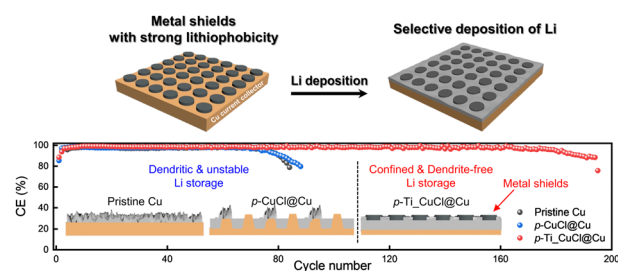 Metal shields
with strong lithiophobicity
Selective deposition of Li
Li deposition
Cu current collector
CE (%)
100
80
60
40
20
0
Dendritic & unstable
Li storage
Confined & Dendrite-free
Li storage
Metal shields
Pristine Cu
p-CuCl@Cu
p-Ti_CuCl@Cu
Pristine Cu
p-CuCl@Cu
p-Ti_CuCl@Cu
0
40
80
120
160
200
Cycle number